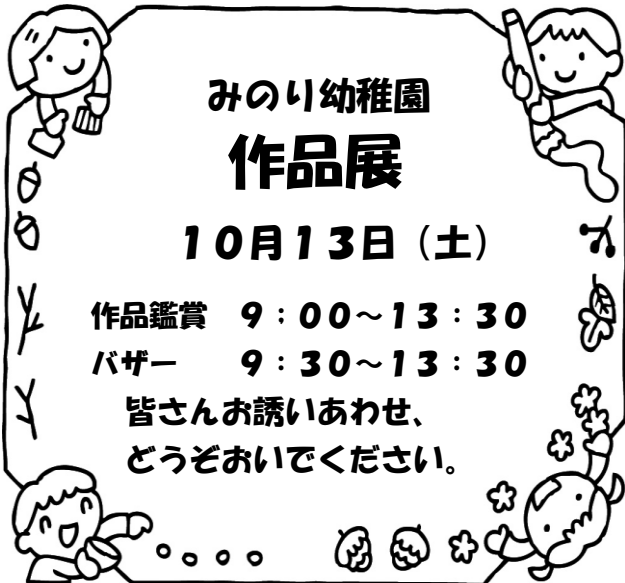 みのり幼稚園
作品展
１０月１３日（土）
作品鑑賞　９：００～１３：３０
バザー　　９：３０～１３：３０
皆さんお誘いあわせ、
どうぞおいでください。